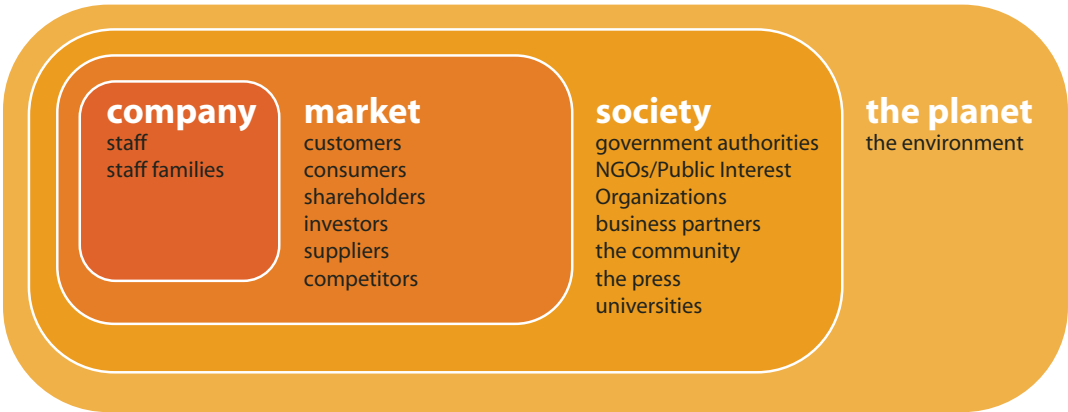 company
staff
staff families
market
customers
consumers
shareholders
investors
suppliers
competitors
society
government authorities
NGOs/Public Interest
Organizations
business partners
the community
the press
universities
the planet
the environment